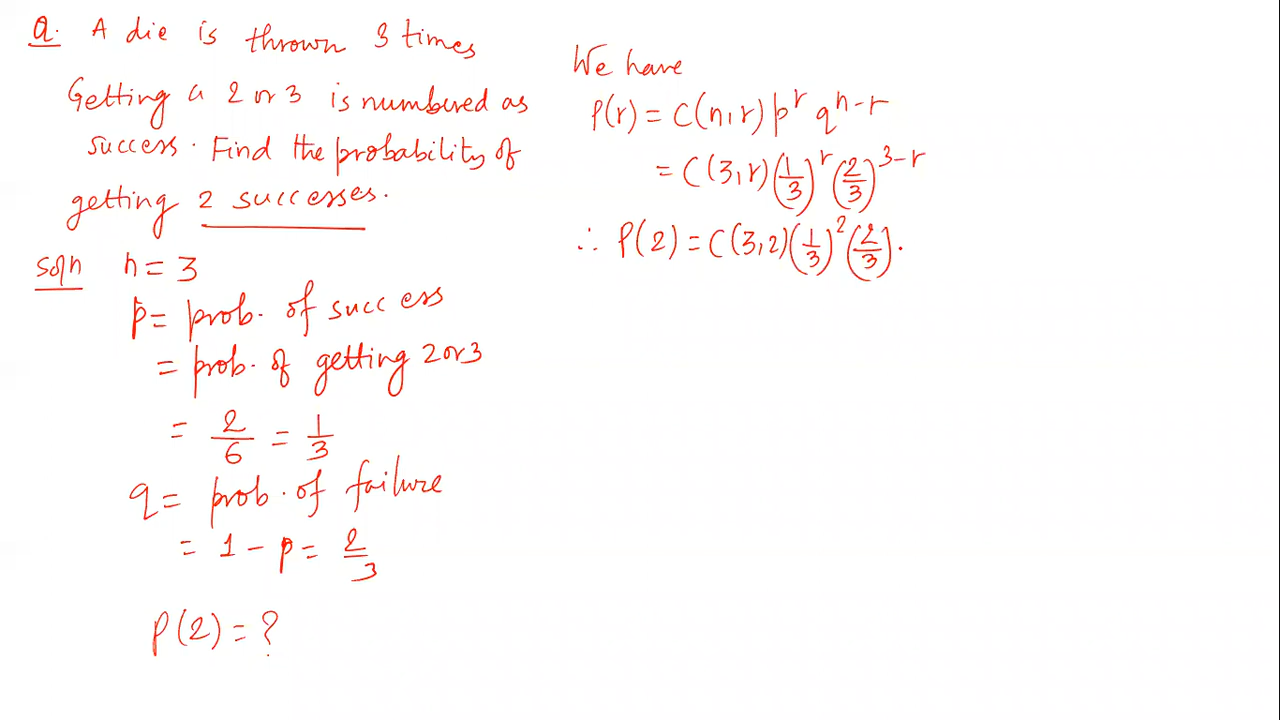 Q. A die is thrown 3 times
Getting a 2 or 3 is numbered as
success. Find the probability of
getting 2 successes.
Soln n = 3
p = prob. of success
= prob. of getting 2 or 3
= 2/6 = 1/3
q = prob. of failure
= 1 - p = 2/3
P(2) = ?
We have
P(r) = C(n,r) p^r q^{n-r}
= C(3,r) (1/3)^r (2/3)^{3-r}
∴ P(2) = C(3,2) (1/3)^2 (2/3).